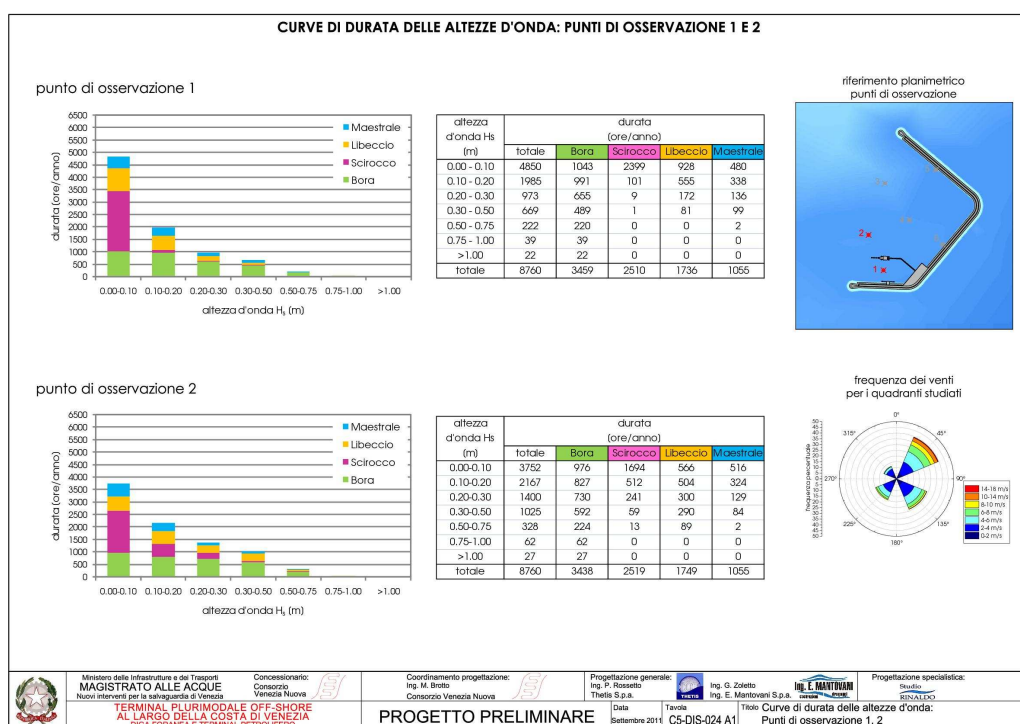 CURVE DI DURATA DELLE ALTEZZE D'ONDA: PUNTI DI OSSERVAZIONE 1 E 2
punto di osservazione 1
durata (ore/anno)
6500
6000
5500
5000
4500
4000
3500
3000
2500
2000
1500
1000
500
0
Maestrale
Libeccio
Scirocco
Bora
0.00-0.10 0.10-0.20 0.20-0.30 0.30-0.50 0.50-0.75 0.75-1.00 >1.00
altezza d'onda Hs (m)
altezza durata
d'onda Hs (ore/anno)
(m) totale Bora Scirocco Libeccio Maestrale
0.00 - 0.10 4850 1043 2399 928 480
0.10 - 0.20 1985 991 101 555 338
0.20 - 0.30 973 655 9 172 136
0.30 - 0.50 669 489 1 81 99
0.50 - 0.75 222 220 0 0 2
0.75 - 1.00 39 39 0 0 0
>1.00 22 22 0 0 0
totale 8760 3459 2510 1736 1055
riferimento planimetrico
punti di osservazione
2
1
punto di osservazione 2
durata (ore/anno)
6500
6000
5500
5000
4500
4000
3500
3000
2500
2000
1500
1000
500
0
Maestrale
Libeccio
Scirocco
Bora
0.00-0.10 0.10-0.20 0.20-0.30 0.30-0.50 0.50-0.75 0.75-1.00 >1.00
altezza d'onda Hs (m)
altezza durata
d'onda Hs (ore/anno)
(m) totale Bora Scirocco Libeccio Maestrale
0.00-0.10 3752 976 1694 566 516
0.10-0.20 2167 827 512 504 324
0.20-0.30 1400 730 241 300 129
0.30-0.50 1025 592 59 290 84
0.50-0.75 328 224 13 89 2
0.75-1.00 62 62 0 0 0
>1.00 27 27 0 0 0
totale 8760 3438 2519 1749 1055
frequenza dei venti
per i quadranti studiati
frequenza percentuale
0°
315° 45°
270° 90°
225° 135°
180°
14-18 m/s
10-14 m/s
8-10 m/s
6-8 m/s
4-6 m/s
2-4 m/s
0-2 m/s
Ministero delle Infrastrutture e dei Trasporti
MAGISTRATO ALLE ACQUE
Nuovi interventi per la salvaguardia di Venezia
Concessionario:
Consorzio
Venezia Nuova
TERMINAL PLURIMODALE OFF-SHORE
AL LARGO DELLA COSTA DI VENEZIA
DIGA FORANEA E TERMINAL PETROLIFERO
Coordinamento progettazione:
Ing. M. Brotto
Consorzio Venezia Nuova
PROGETTO PRELIMINARE
Progettazione generale:
Ing. P. Rossetto
Thetis S.p.a.
THETIS
Ing. G. Zoletto
Ing. E. Mantovani S.p.a.
Ing. E. MANTOVANI
Progettazione specialistica:
Studio
RINALDO
Data
Settembre 2011
Tavola
C5-DIS-024 A1
Titolo Curve di durata delle altezze d'onda:
Punti di osservazione 1, 2